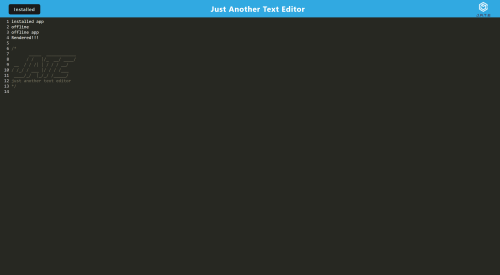 Installed
Just Another Text Editor
1 installed app
2 offline
3 offline app
4 Rendered!!!
5
6 /*
7
8
9
10
11
12 just another text editor
13 */
14